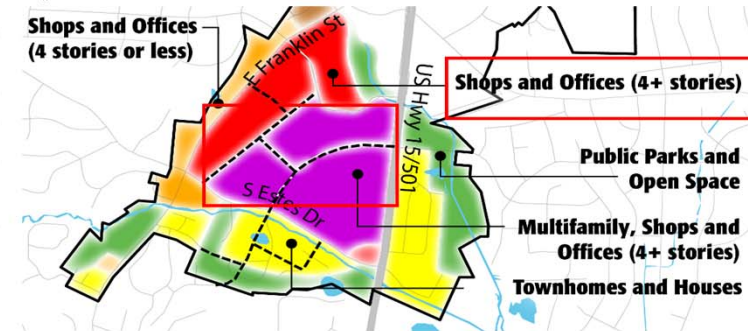 Shops and Offices
(4 stories or less)
E Franklin St
US Hwy 15/501
Shops and Offices (4+ stories)
Public Parks and
Open Space
S Estes Dr
Multifamily, Shops and
Offices (4+ stories)
Townhomes and Houses